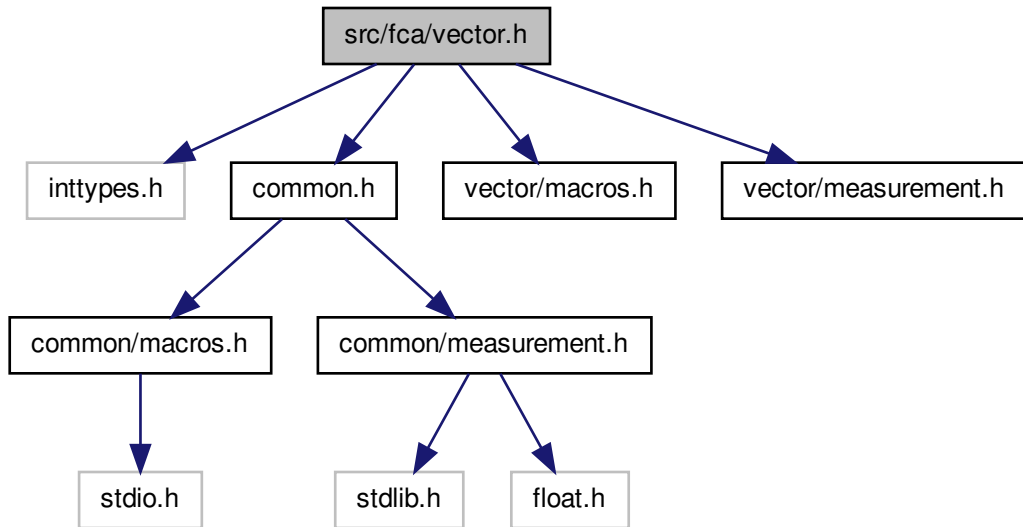 src/fca/vector.h
inttypes.h
common.h
vector/macros.h
vector/measurement.h
common/macros.h
common/measurement.h
stdio.h
stdlib.h
float.h